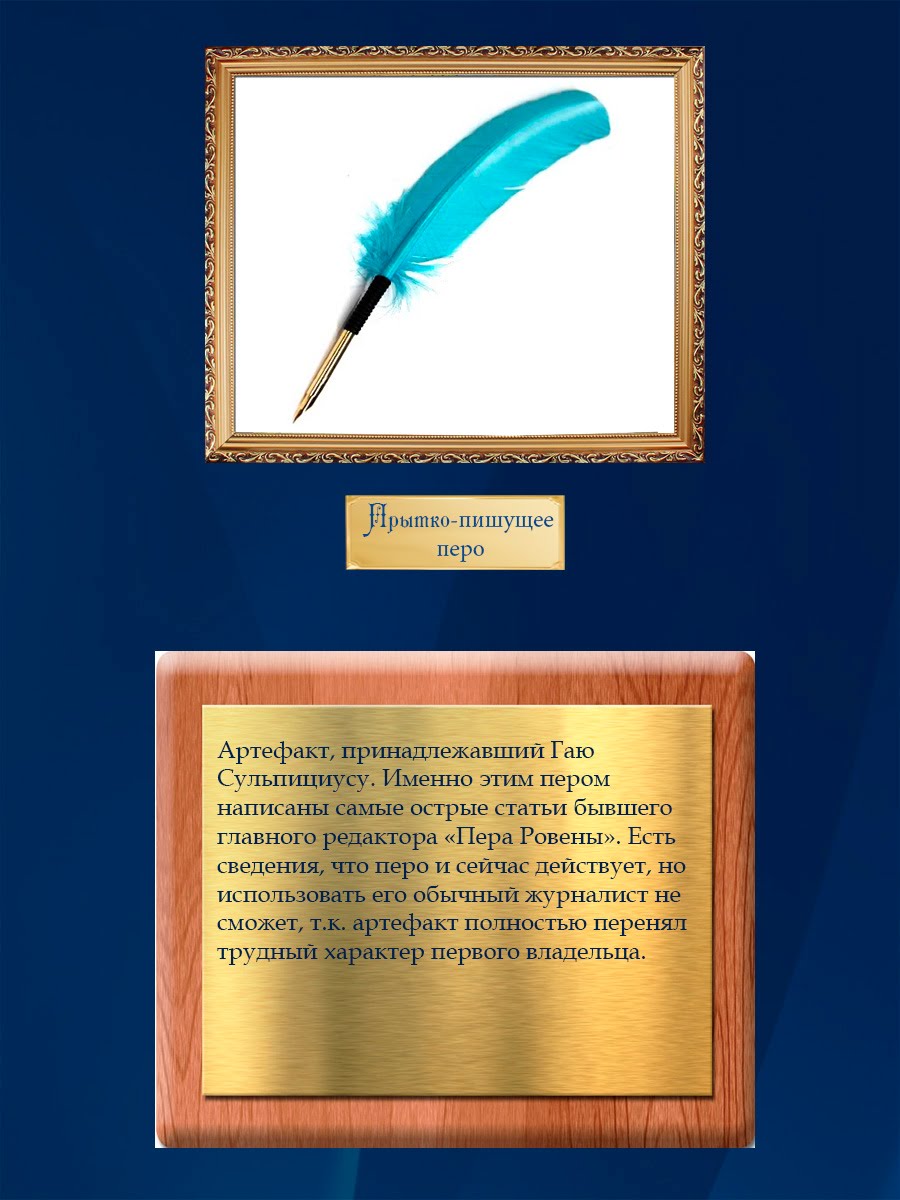 Прытко-пишущее
перо
Артефакт, принадлежавший Гаю
Сульпициусу. Именно этим пером
написаны самые острые статьи бывшего
главного редактора «Пера Ровены». Есть
сведения, что перо и сейчас действует, но
использовать его обычный журналист не
сможет, т.к. артефакт полностью перенял
трудный характер первого владельца.